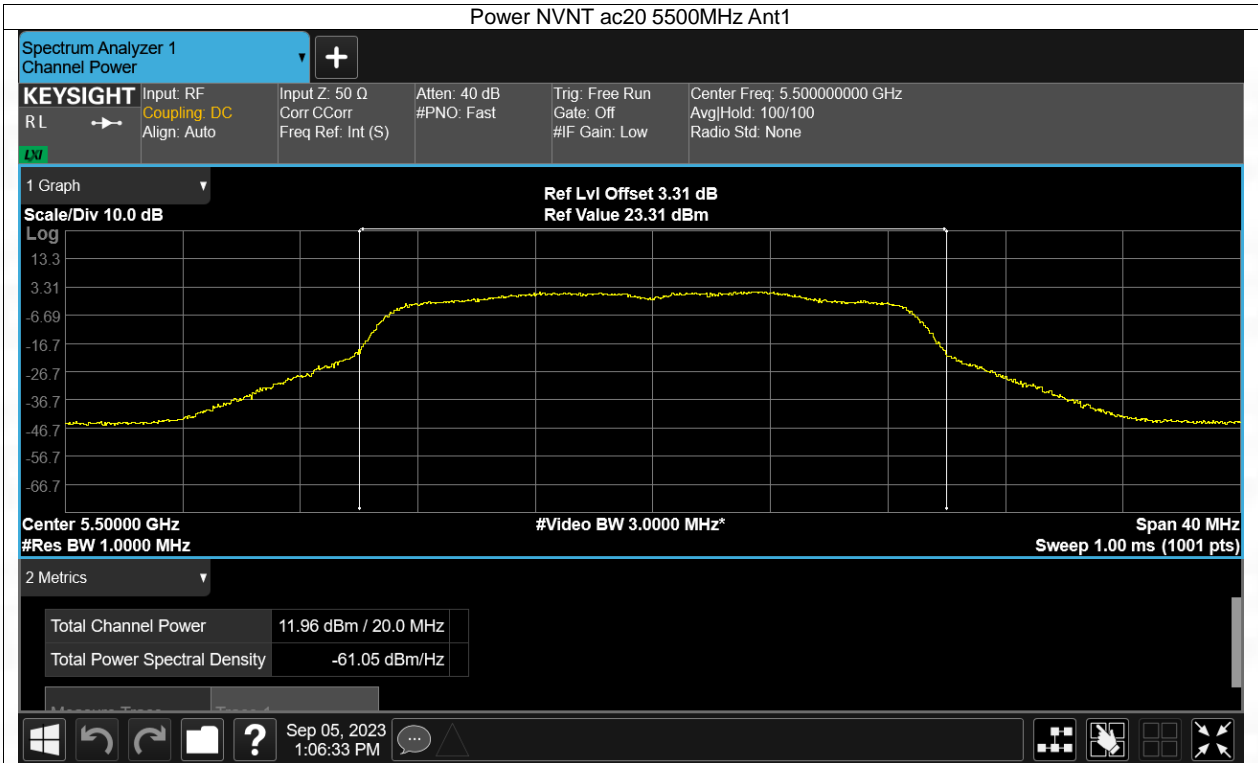 Power NVNT ac20 5500MHz Ant1
Spectrum Analyzer 1
Channel Power
KEYSIGHT
R L
LXI
Input: RF
Coupling: DC
Align: Auto
Input Z: 50 Ω
Corr CCorr
Freq Ref: Int (S)
Atten: 40 dB
#PNO: Fast
Trig: Free Run
Gate: Off
#IF Gain: Low
Center Freq: 5.500000000 GHz
Avg|Hold: 100/100
Radio Std: None
1 Graph
Scale/Div 10.0 dB
Ref Lvl Offset 3.31 dB
Ref Value 23.31 dBm
Log
13.3
3.31
-6.69
-16.7
-26.7
-36.7
-46.7
-56.7
-66.7
Center 5.50000 GHz
#Video BW 3.0000 MHz*
Span 40 MHz
#Res BW 1.0000 MHz
Sweep 1.00 ms (1001 pts)
2 Metrics
Total Channel Power 11.96 dBm / 20.0 MHz
Total Power Spectral Density -61.05 dBm/Hz
Sep 05, 2023
1:06:33 PM